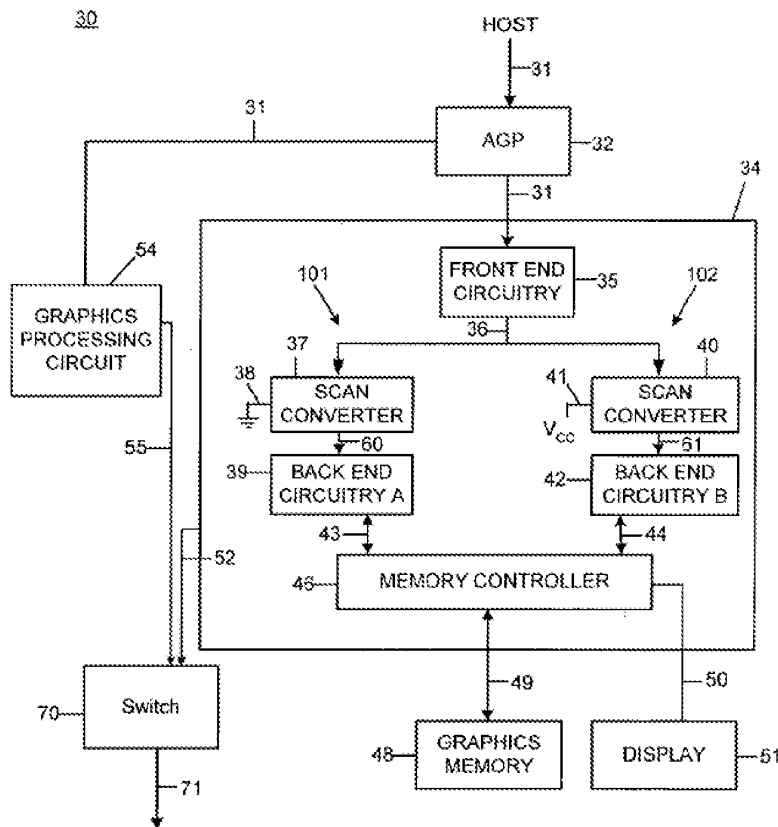 30
HOST
31
31
AGP
32
31
34
54
FRONT END
CIRCUITRY
35
101
102
GRAPHICS
PROCESSING
CIRCUIT
36
37
40
38
SCAN
CONVERTER
41
SCAN
CONVERTER
VCC
60
61
55
39
BACK END
CIRCUITRY A
42
BACK END
CIRCUITRY B
43
44
52
46
MEMORY CONTROLLER
49
50
70
Switch
48
GRAPHICS
MEMORY
DISPLAY
51
71